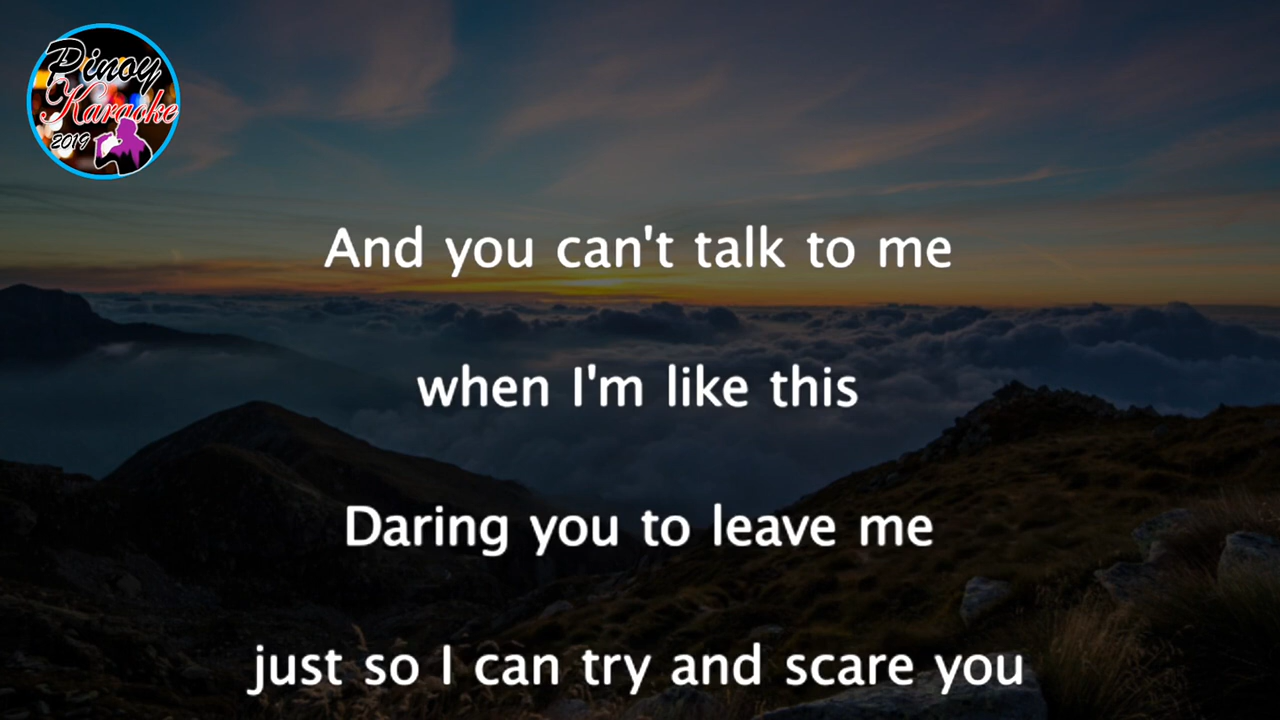 Pinoy
Karaoke
2019
And you can't talk to me
when I'm like this
Daring you to leave me
just so I can try and scare you